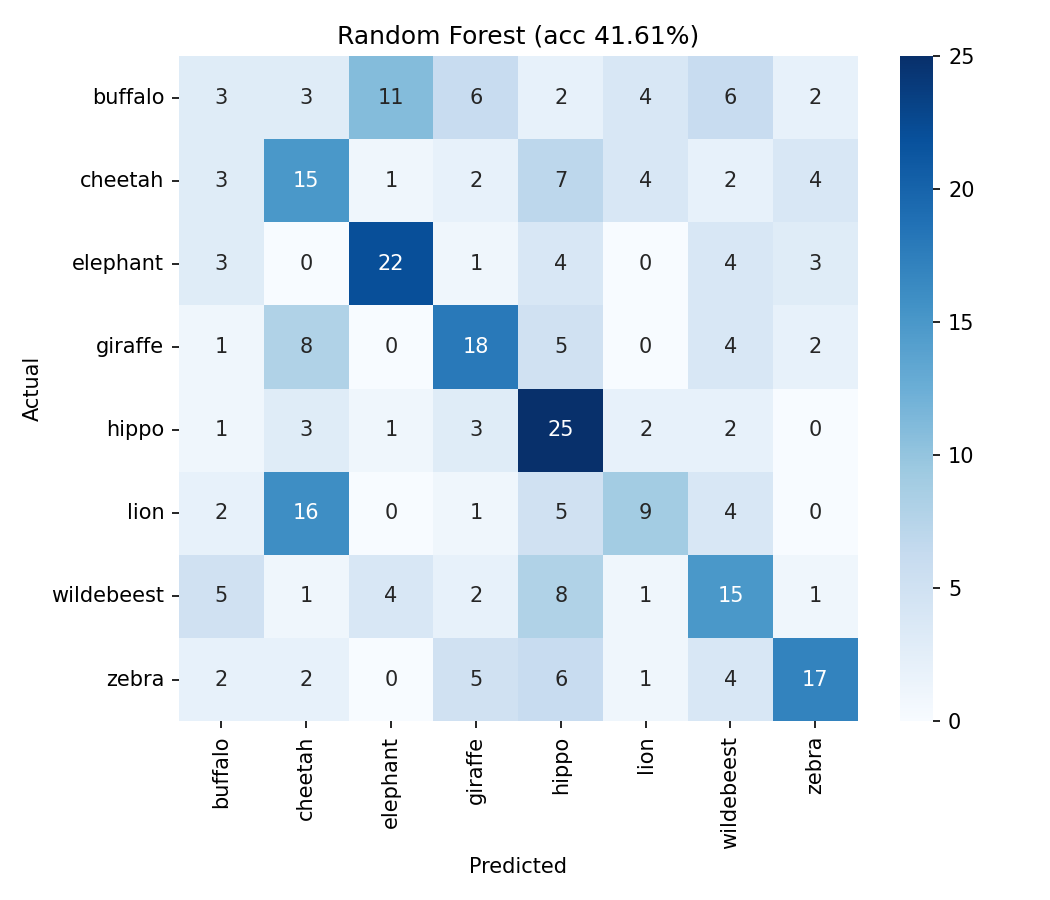 Random Forest (acc 41.61%)
buffalo 3 3 11 6 2 4 6 2
cheetah 3 15 1 2 7 4 2 4
elephant 3 0 22 1 4 0 4 3
giraffe 1 8 0 18 5 0 4 2
hippo 1 3 1 3 25 2 2 0
lion 2 16 0 1 5 9 4 0
wildebeest 5 1 4 2 8 1 15 1
zebra 2 2 0 5 6 1 4 17
buffalo cheetah elephant giraffe hippo lion wildebeest zebra
Predicted
Actual
25
20
15
10
5
0